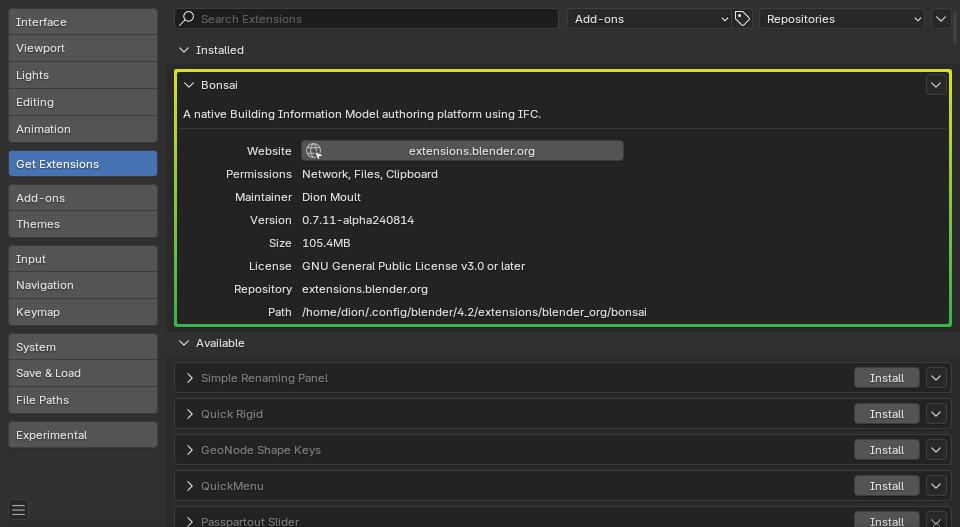 Interface
Viewport
Lights
Editing
Animation
Get Extensions
Add-ons
Themes
Input
Navigation
Keymap
System
Save & Load
File Paths
Experimental
Search Extensions
Add-ons
Repositories
Installed
Bonsai
A native Building Information Model authoring platform using IFC.
Website extensions.blender.org
Permissions Network, Files, Clipboard
Maintainer Dion Moult
Version 0.7.11-alpha240814
Size 105.4MB
License GNU General Public License v3.0 or later
Repository extensions.blender.org
Path /home/dion/.config/blender/4.2/extensions/blender_org/bonsai
Available
Simple Renaming Panel Install
Quick Rigid Install
GeoNode Shape Keys Install
QuickMenu Install
Passpartout Slider Install